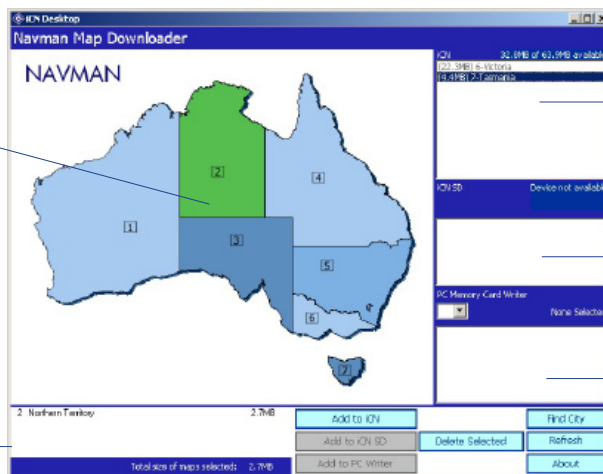 iCN Desktop
Navman Map Downloader
NAVMAN
iCN 32.8MB of 63.9MB available
[22.3MB] 6-Victoria
[4.4MB] 7-Tasmania
iCN SD Device not available
PC Memory Card Writer
None Selected
1
2
3
4
5
6
7
2 Northern Territory 2.7MB
Total size of maps selected: 2.7MB
Add to iCN
Add to iCN SD
Add to PC Writer
Delete Selected
Find City
Refresh
About